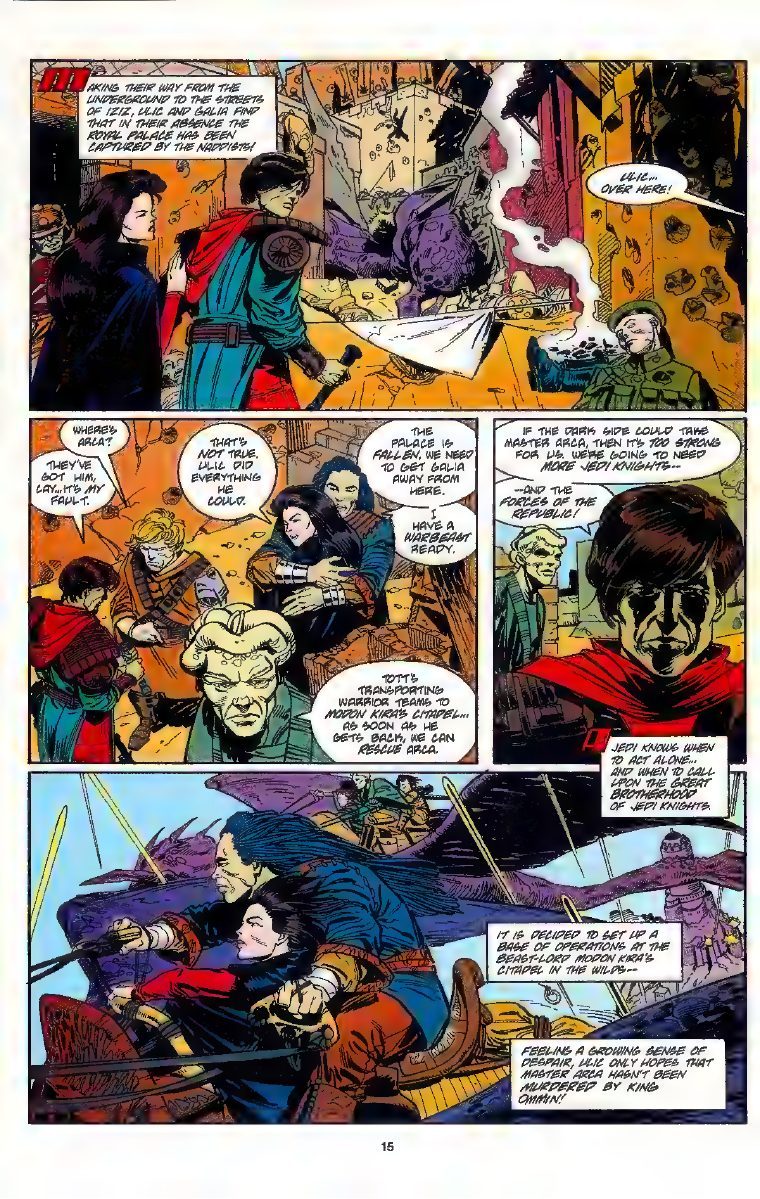 MAKING THEIR WAY FROM THE
UNDERGROUND TO THE STREETS
OF IZIZ, ULIC AND GALIA FIND
THAT IN THEIR ABSENCE THE
ROYAL PALACE HAS BEEN
CAPTURED BY THE NADDISTS!
ULIC...
OVER HERE!
WHERE'S
ARCA?
THEY'VE
GOT HIM,
CAY...IT'S MY
FAULT.
THAT'S
NOT TRUE,
ULIC DID
EVERYTHING
HE
COULD.
THE
PALACE IS
FALLEN, WE NEED
TO GET GALIA
AWAY FROM
HERE.
I
HAVE A
WARBEAST
READY.
TOTT'S
TRANSPORTING
WARRIOR TEAMS TO
MODON KIRA'S CITADEL...
AS SOON AS HE
GETS BACK, WE CAN
RESCUE ARCA.
IF THE DARK SIDE COULD TAKE
MASTER ARCA, THEN IT'S TOO STRONG
FOR US. WE'RE GOING TO NEED
MORE JEDI KNIGHTS--
--AND THE
FORCES OF THE
REPUBLIC!
A JEDI KNOWS WHEN
TO ACT ALONE...
AND WHEN TO CALL
UPON THE GREAT
BROTHERHOOD
OF JEDI KNIGHTS.
IT IS DECIDED TO SET UP A
BASE OF OPERATIONS AT THE
BEAST-LORD MODON KIRA'S
CITADEL IN THE WILDS--
FEELING A GROWING SENSE OF
DESPAIR, ULIC ONLY HOPES THAT
MASTER ARCA HASN'T BEEN
MURDERED BY KING
OMMIN!
15